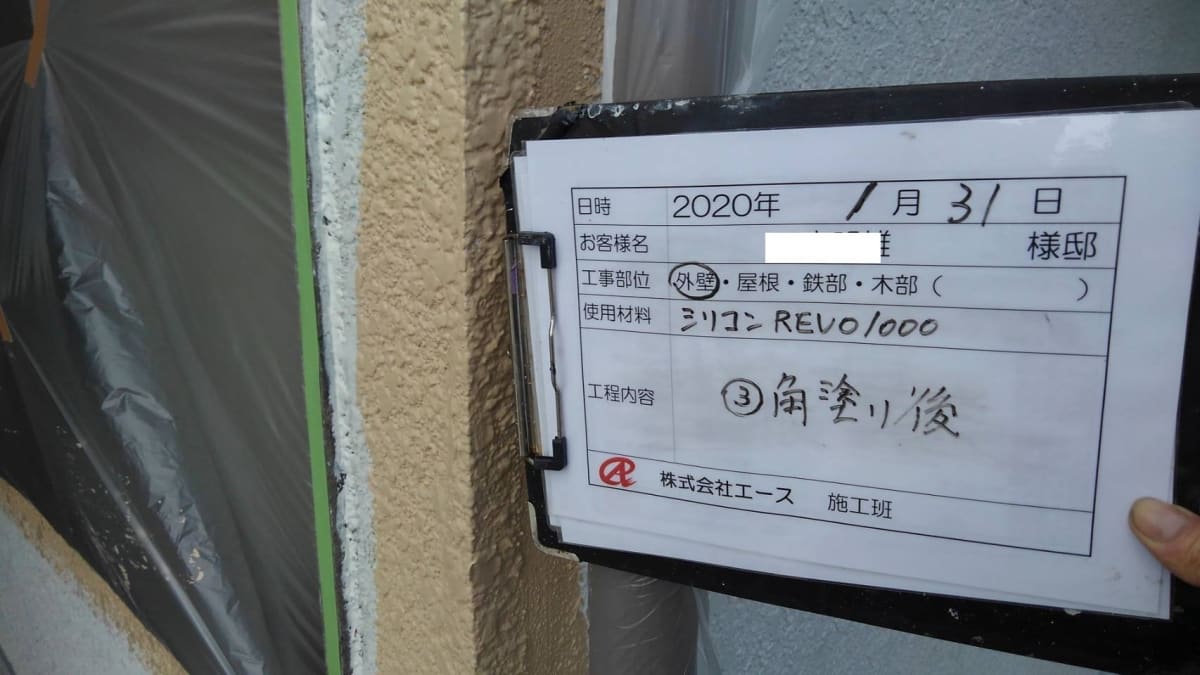 日時 2020年 1月 31日
お客様名 様邸
工事部位 外壁・屋根・鉄部・木部（ ）
使用材料 シリコンREVO1000
工程内容 ③角塗り後
株式会社エース 施工班